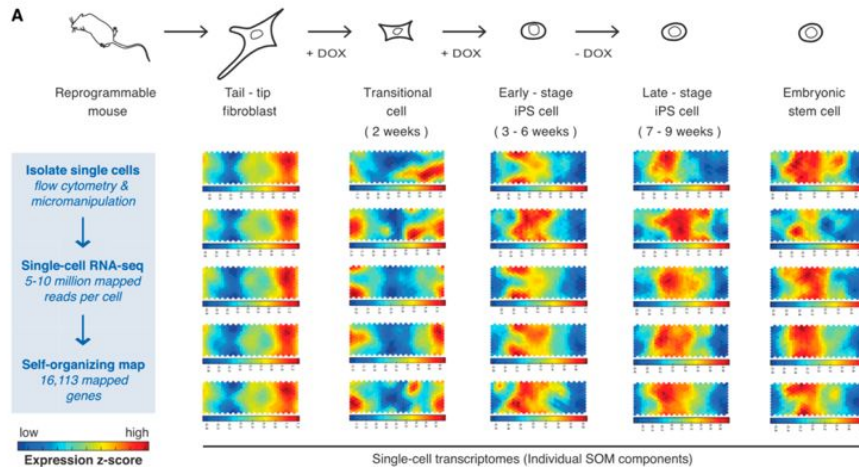 A
+ DOX
+ DOX
- DOX
Reprogrammable
mouse
Tail - tip
fibroblast
Transitional
cell
( 2 weeks )
Early - stage
iPS cell
( 3 - 6 weeks )
Late - stage
iPS cell
( 7 - 9 weeks )
Embryonic
stem cell
Isolate single cells
flow cytometry &
micromanipulation
Single-cell RNA-seq
5-10 million mapped
reads per cell
Self-organizing map
16,113 mapped
genes
low
high
Expression z-score
Single-cell transcriptomes (Individual SOM components)